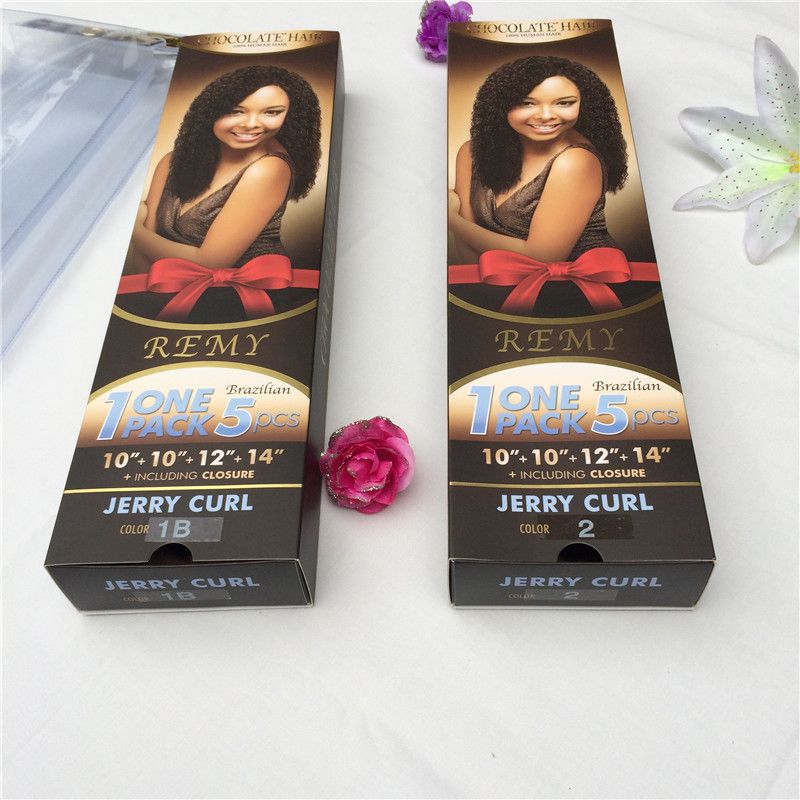 CHOCOLATE HAIR
100% HUMAN HAIR
REMY
Brazilian
1 ONE PACK 5 pcs
10"+ 10"+ 12"+ 14"
+ INCLUDING CLOSURE
JERRY CURL
COLOR 1B
JERRY CURL
COLOR 1B
CHOCOLATE HAIR
100% HUMAN HAIR
REMY
Brazilian
1 ONE PACK 5 pcs
10"+ 10"+ 12"+ 14"
+ INCLUDING CLOSURE
JERRY CURL
COLOR 2
JERRY CURL
COLOR 2